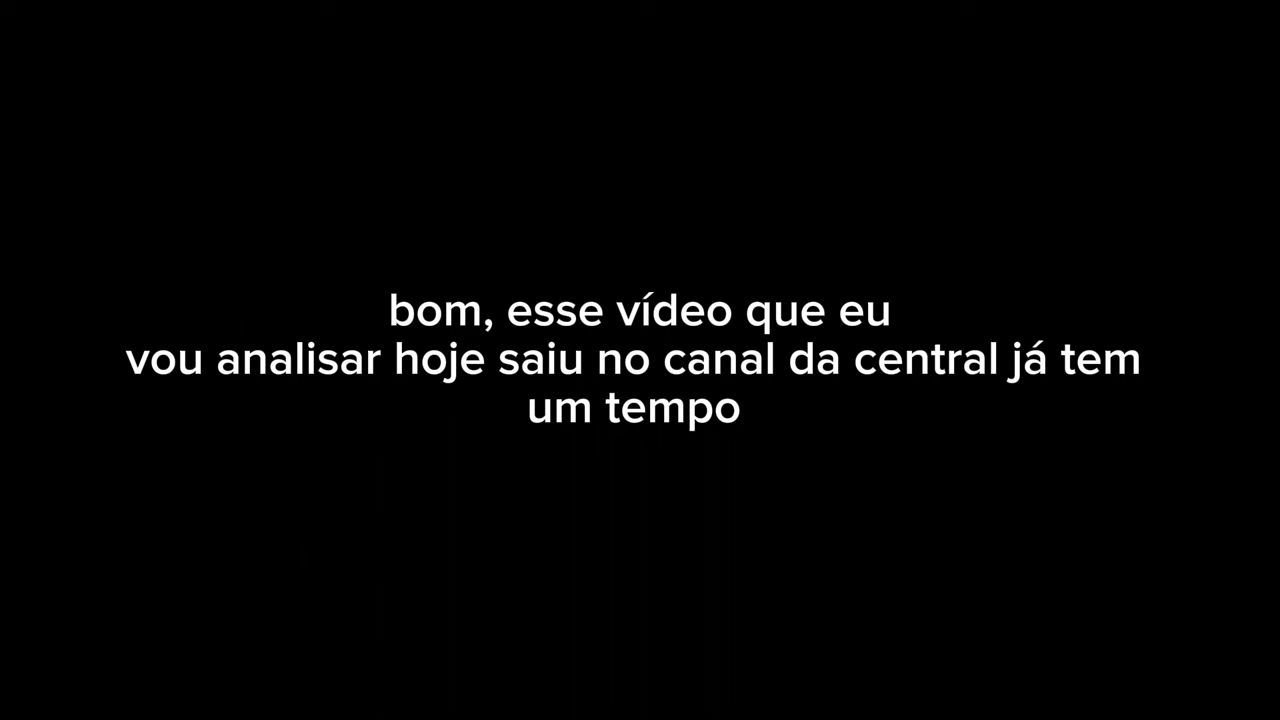 bom, esse vídeo que eu
vou analisar hoje saiu no canal da central já tem
um tempo